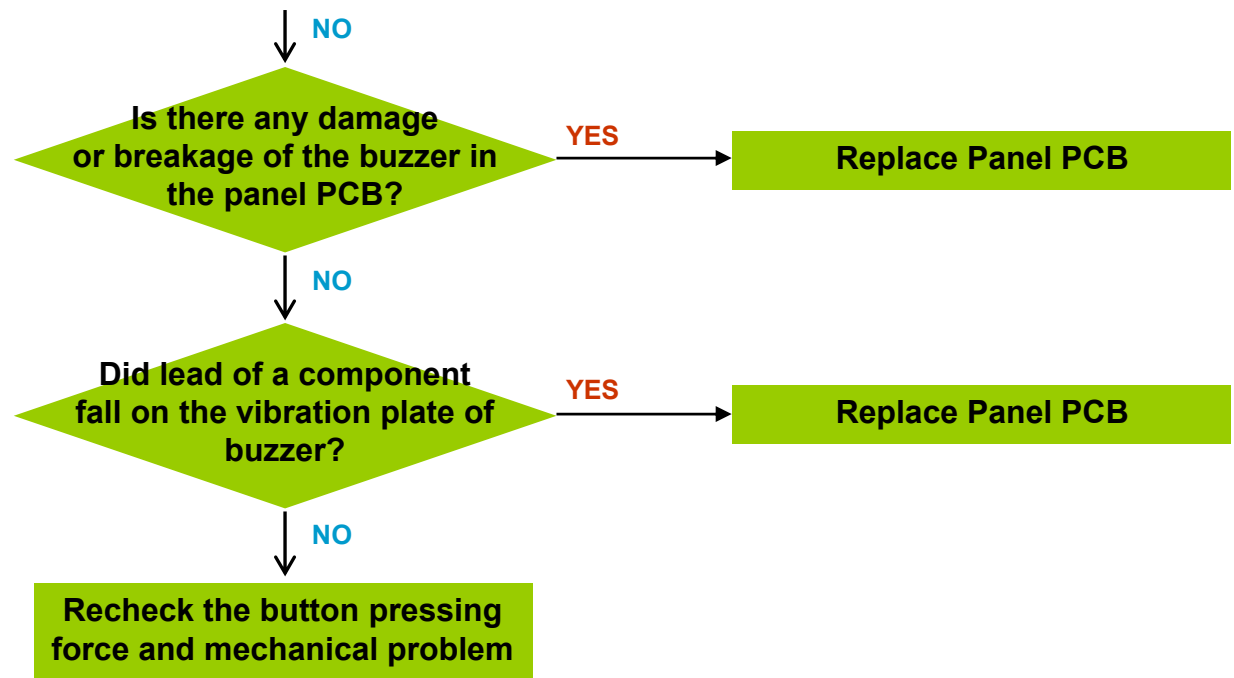 NO
Is there any damage
or breakage of the buzzer in
the panel PCB?
YES
Replace Panel PCB
NO
Did lead of a component
fall on the vibration plate of
buzzer?
YES
Replace Panel PCB
NO
Recheck the button pressing
force and mechanical problem